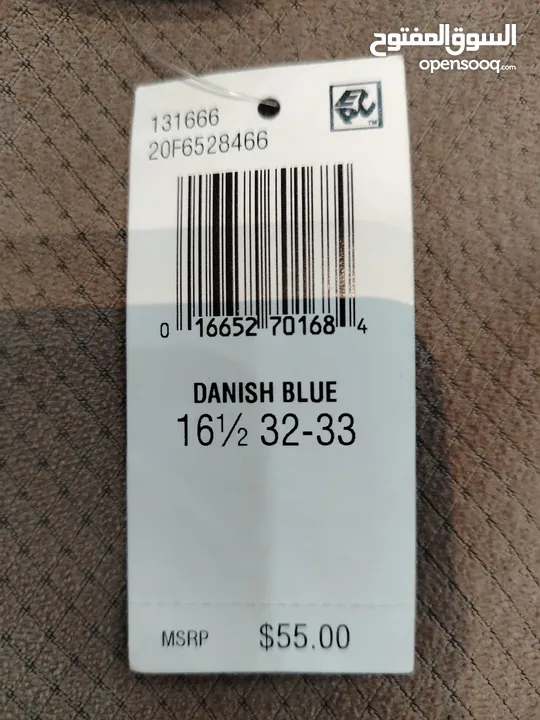 السوق المفتوح
opensooq.com
131666
20F6528466
0 16652 70168 4
DANISH BLUE
16½ 32-33
MSRP $55.00